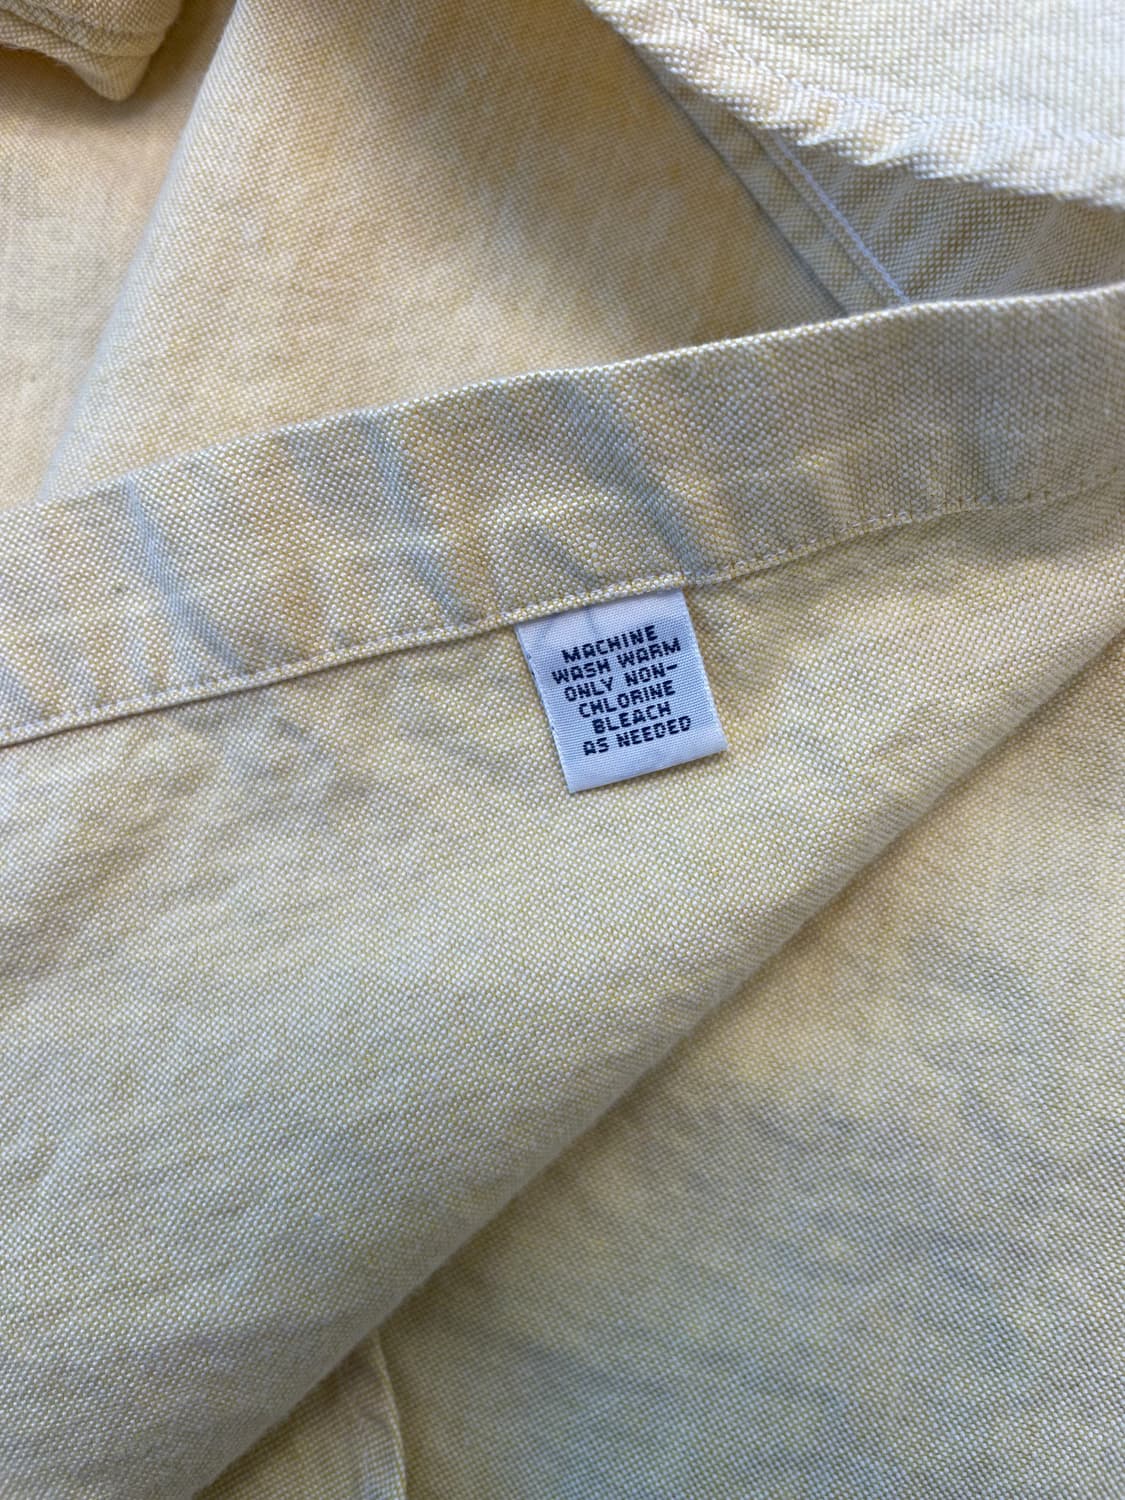 MACHINE
WASH WARM
ONLY NON-
CHLORINE
BLEACH
AS NEEDED